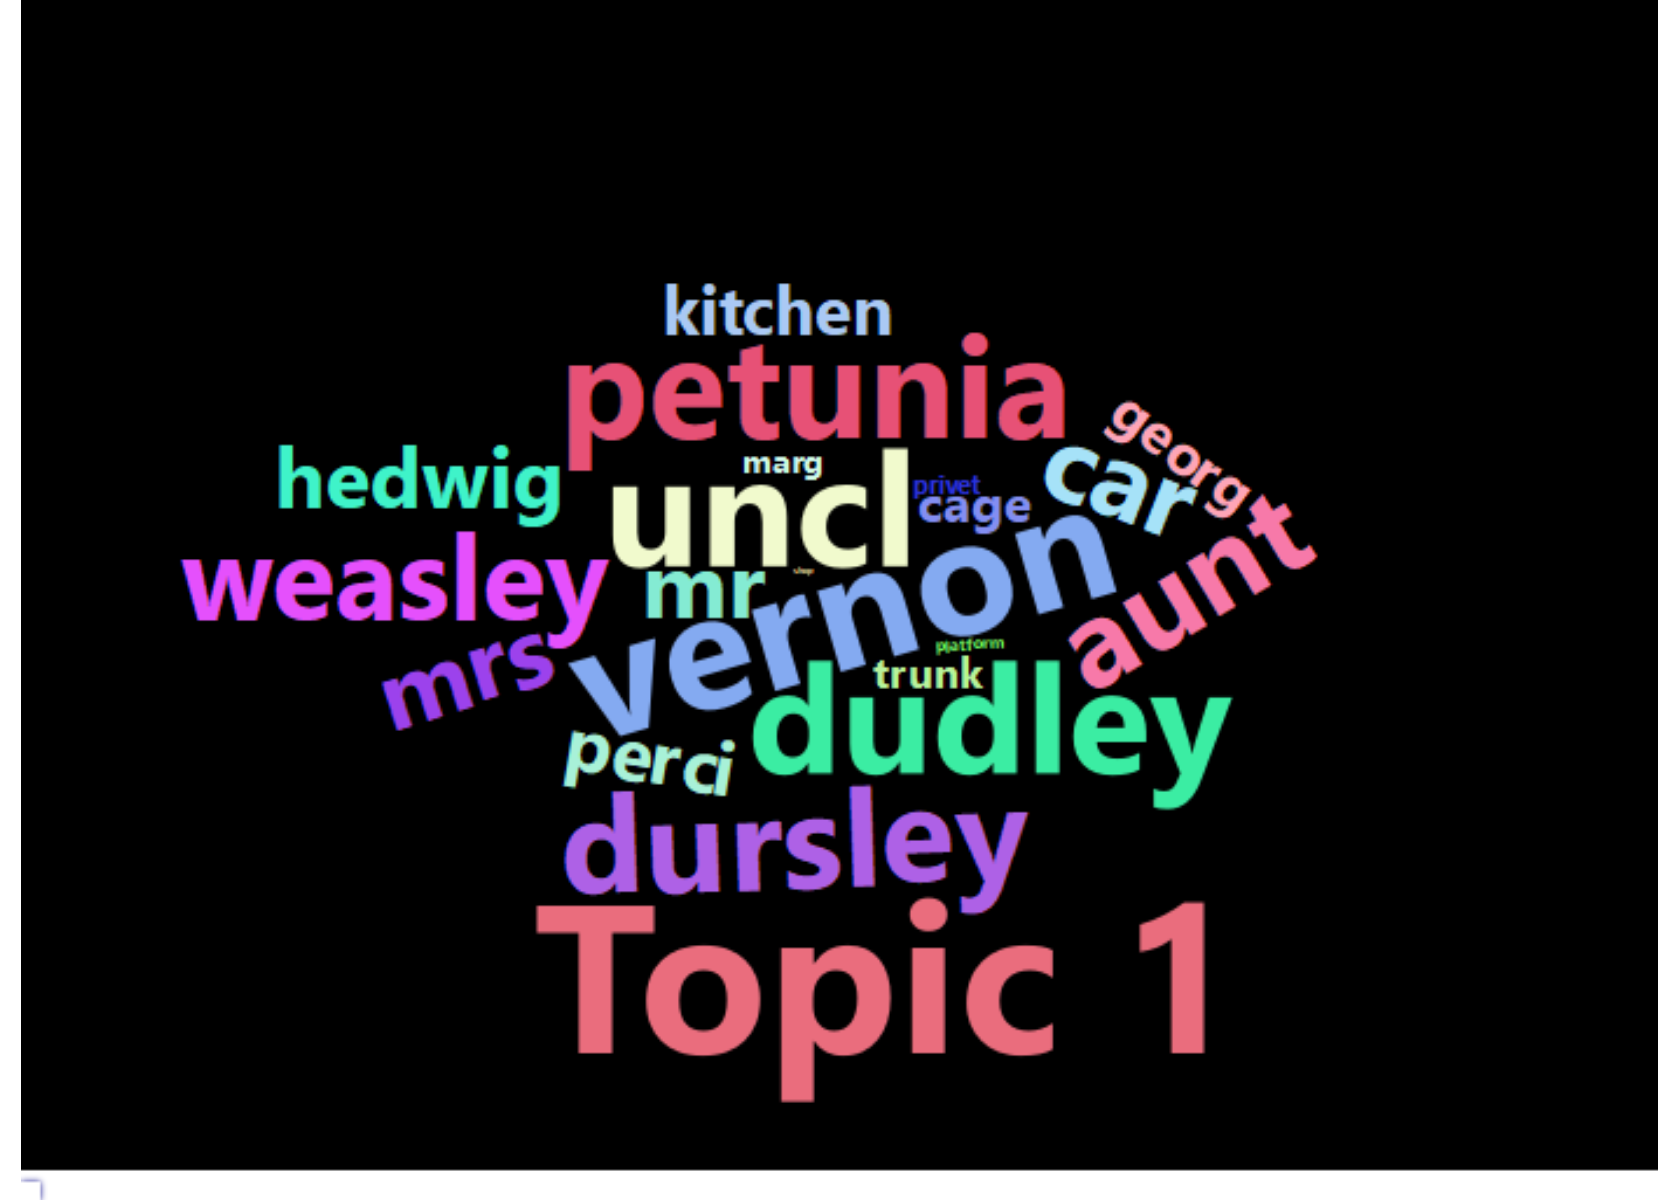 kitchen
petunia
georg
hedwig
marg
uncl
privet
cage
car
aunt
weasley
mr
vernon
mrs
platform
trunk
dudley
perci
dursley
Topic 1